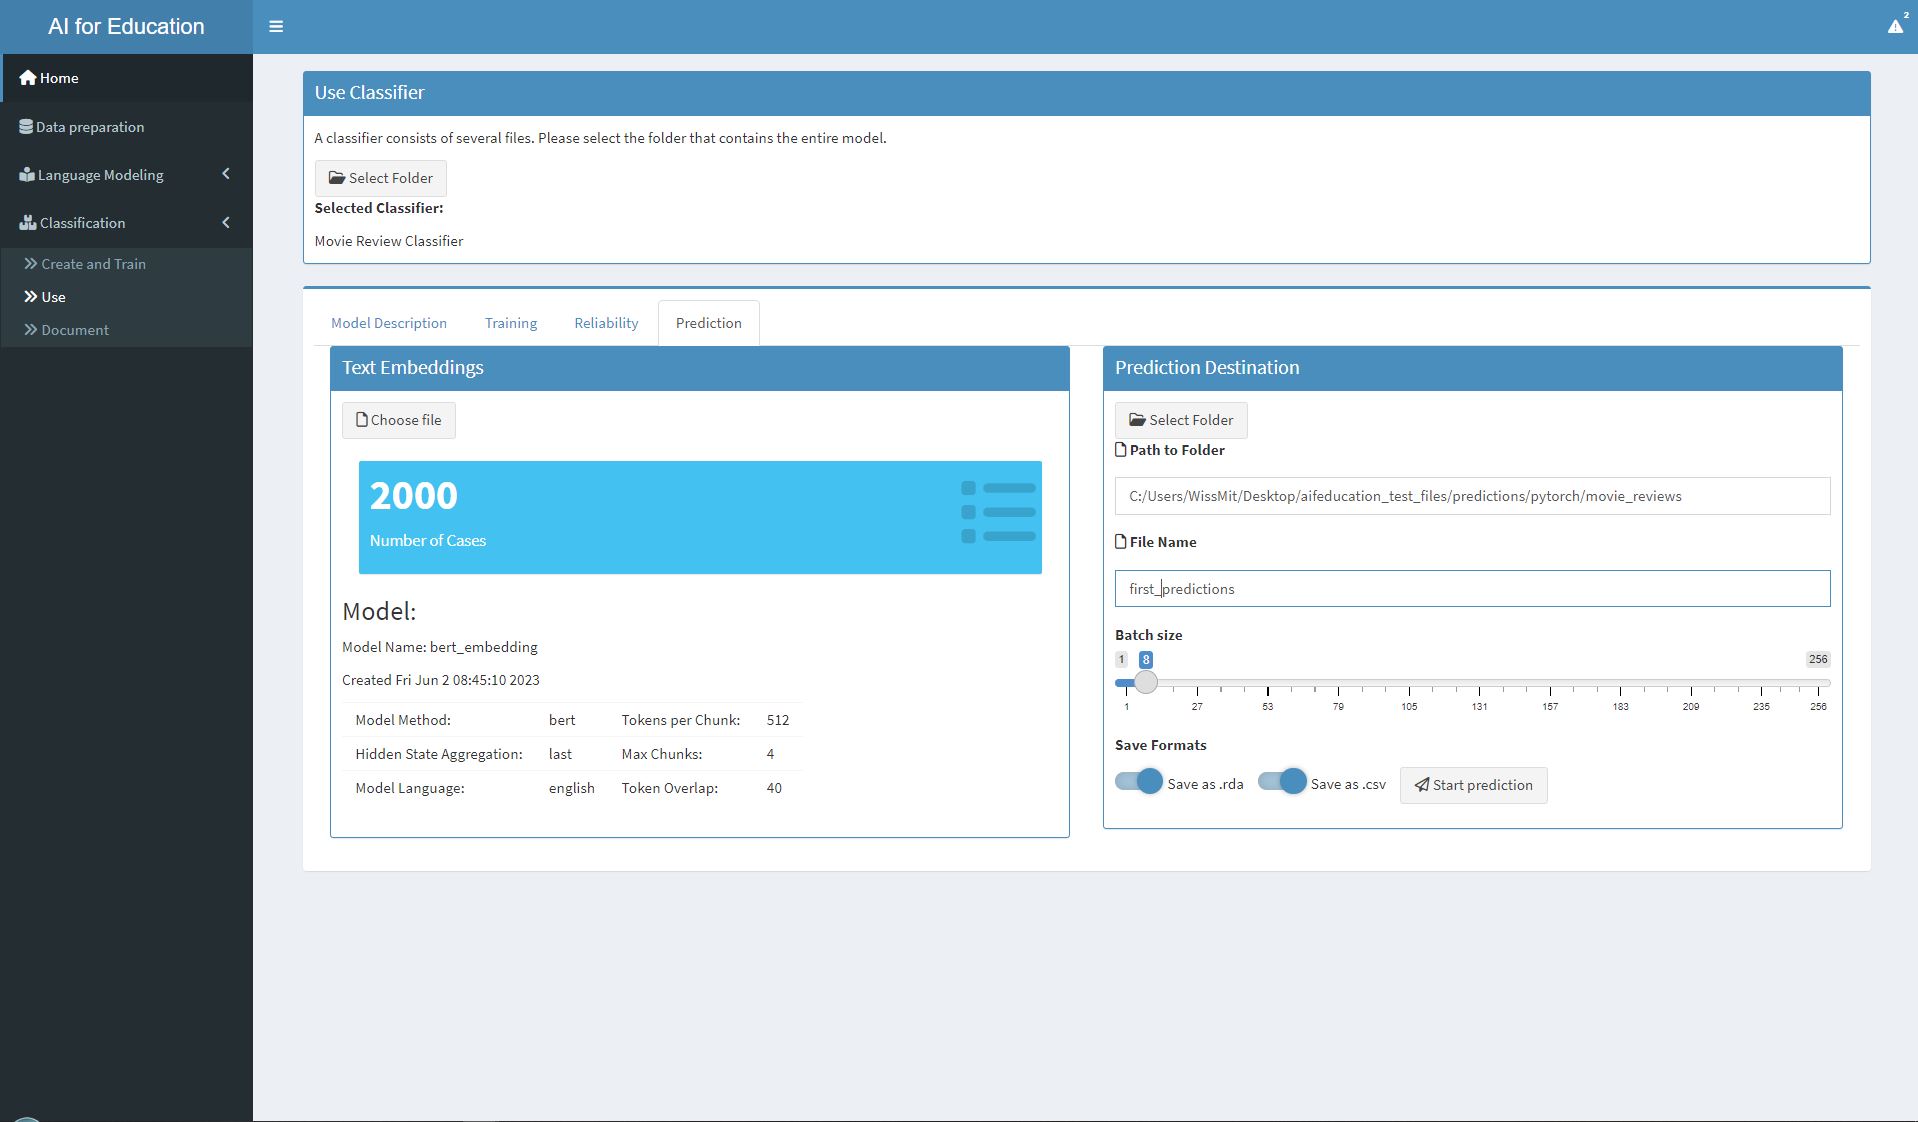 AI for Education
2
Home
Data preparation
Language Modeling
Classification
Create and Train
Use
Document
Use Classifier
A classifier consists of several files. Please select the folder that contains the entire model.
Select Folder
Selected Classifier:
Movie Review Classifier
Model Description Training Reliability Prediction
Text Embeddings
Choose file
2000
Number of Cases
Model:
Model Name: bert_embedding
Created Fri Jun 2 08:45:10 2023
Model Method: bert Tokens per Chunk: 512
Hidden State Aggregation: last Max Chunks: 4
Model Language: english Token Overlap: 40
Prediction Destination
Select Folder
Path to Folder
C:/Users/WissMit/Desktop/aifeducation_test_files/predictions/pytorch/movie_reviews
File Name
first_predictions
Batch size
1 8 256
1 27 53 79 105 131 157 183 209 235 256
Save Formats
Save as .rda Save as .csv Start prediction